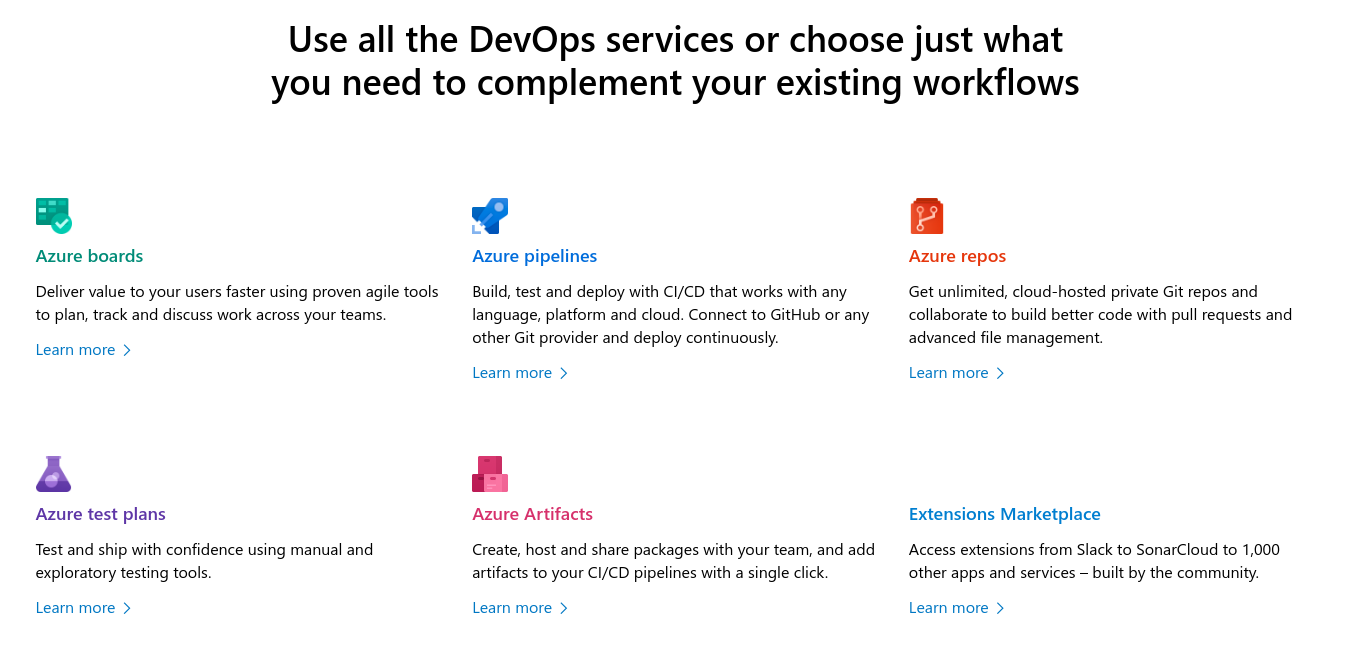 Use all the DevOps services or choose just what
you need to complement your existing workflows
Azure boards
Deliver value to your users faster using proven agile tools
to plan, track and discuss work across your teams.
Learn more
Azure pipelines
Build, test and deploy with CI/CD that works with any
language, platform and cloud. Connect to GitHub or any
other Git provider and deploy continuously.
Learn more
Azure repos
Get unlimited, cloud-hosted private Git repos and
collaborate to build better code with pull requests and
advanced file management.
Learn more
Azure test plans
Test and ship with confidence using manual and
exploratory testing tools.
Learn more
Azure Artifacts
Create, host and share packages with your team, and add
artifacts to your CI/CD pipelines with a single click.
Learn more
Extensions Marketplace
Access extensions from Slack to SonarCloud to 1,000
other apps and services – built by the community.
Learn more